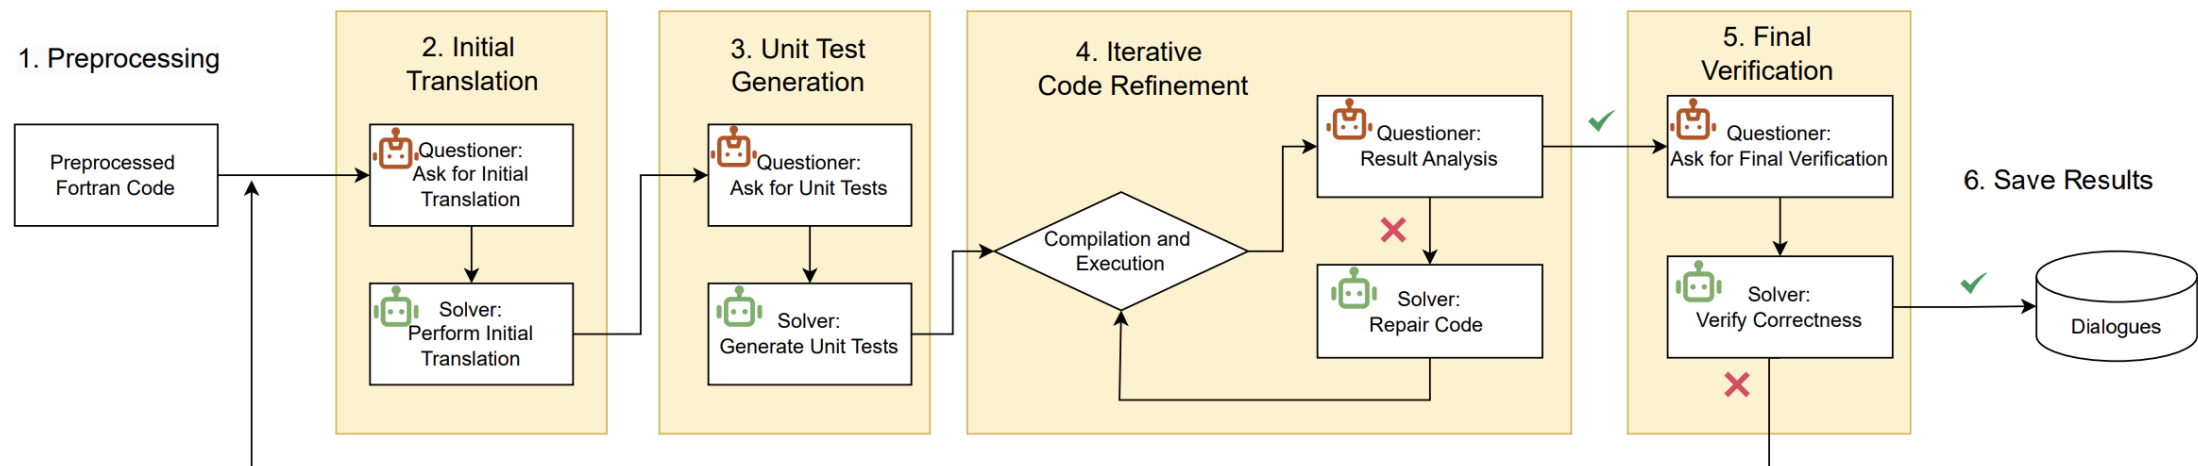 1. Preprocessing
Preprocessed
Fortran Code
2. Initial
Translation
Questioner:
Ask for Initial
Translation
Solver:
Perform Initial
Translation
3. Unit Test
Generation
Questioner:
Ask for Unit Tests
Solver:
Generate Unit Tests
4. Iterative
Code Refinement
Compilation and
Execution
Questioner:
Result Analysis
Solver:
Repair Code
5. Final
Verification
Questioner:
Ask for Final Verification
Solver:
Verify Correctness
6. Save Results
Dialogues